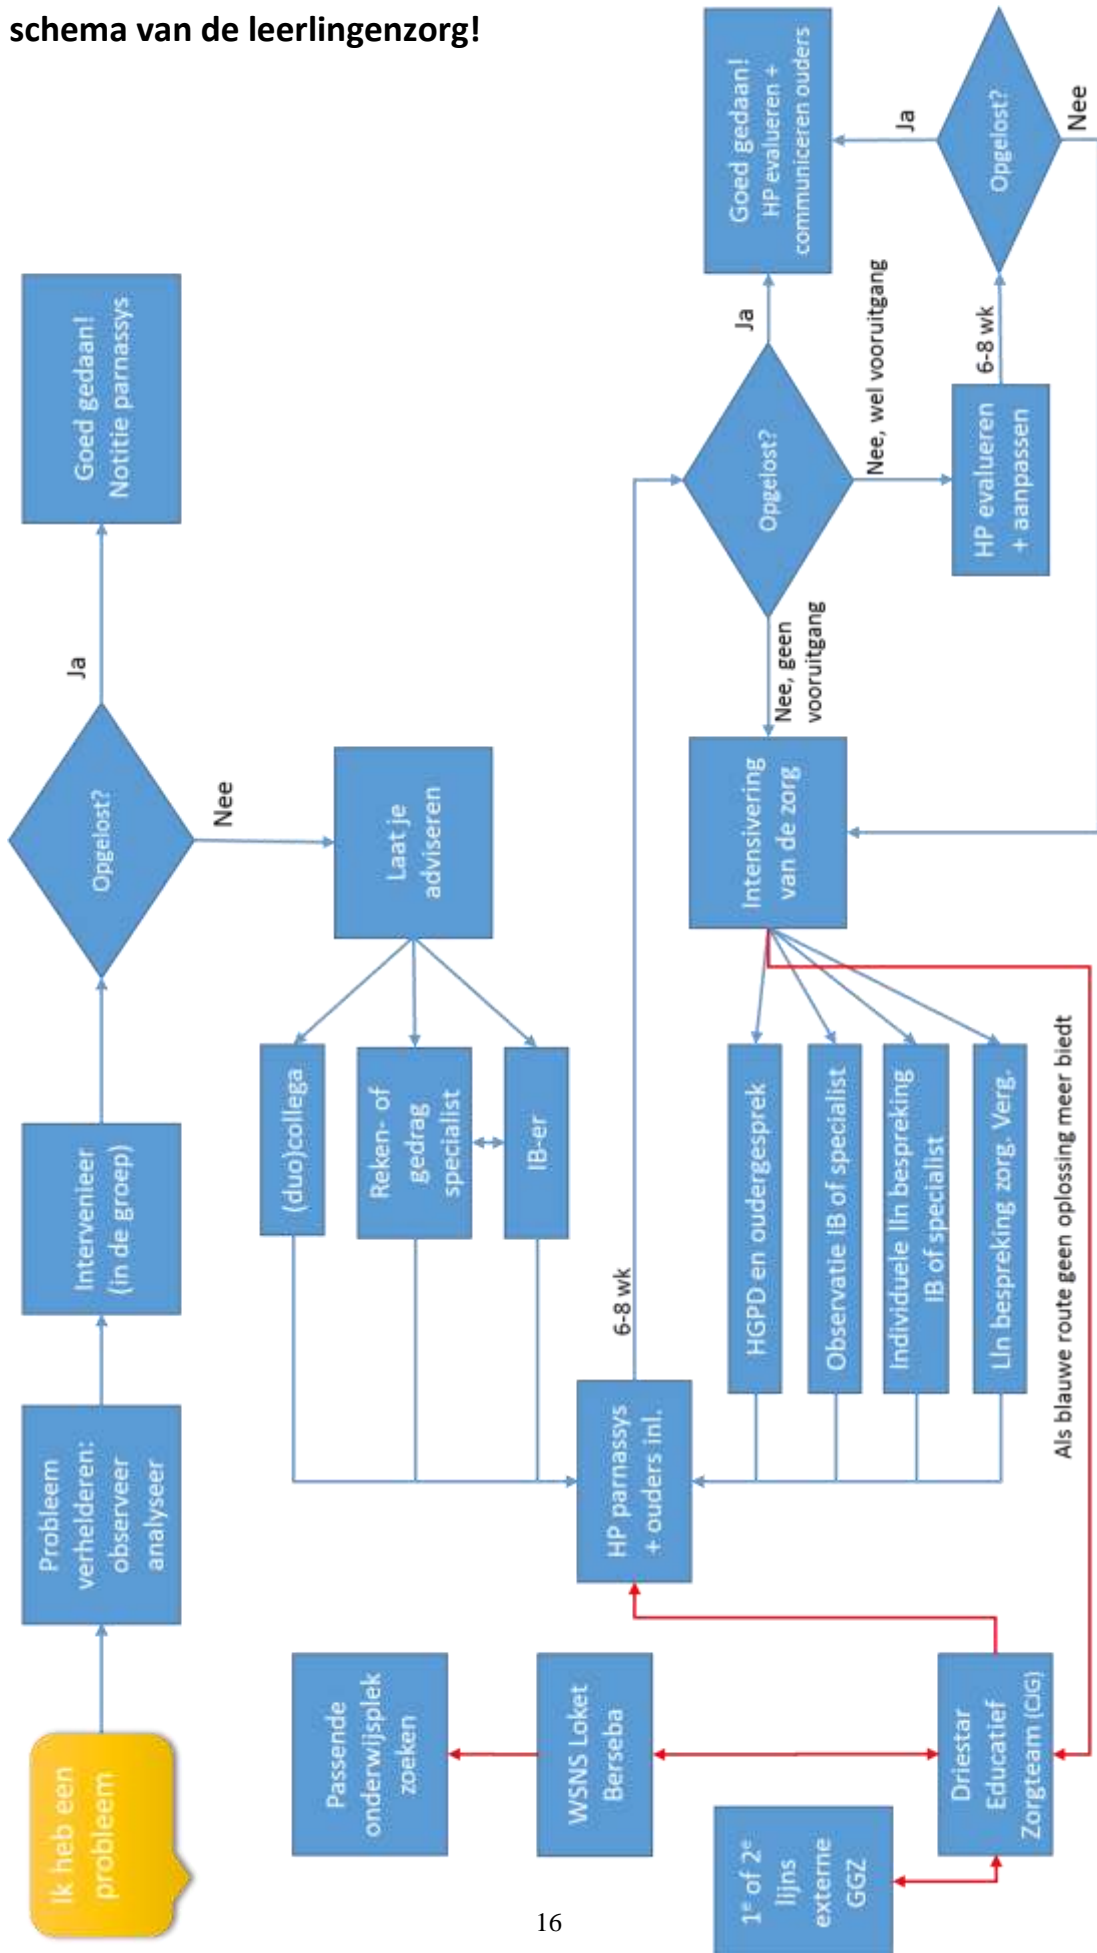 schema van de leerlingenzorg!
Ik heb een
probleem
Probleem
verhelderen:
observeer
analyseer
Intervenieer
(in de groep)
Opgelost?
Ja
Goed gedaan!
Notitie parnassys
Nee
Laat je
adviseren
(duo)collega
Reken- of
gedrag
specialist
IB-er
HP parnassys
+ ouders inl.
6-8 wk
Opgelost?
Ja
Goed gedaan!
HP evalueren +
communiceren ouders
Nee, wel vooruitgang
HP evalueren
+ aanpassen
6-8 wk
Opgelost?
Ja
Nee
Nee, geen
vooruitgang
Intensivering
van de zorg
HGPD en oudergesprek
Observatie IB of specialist
Individuele lln bespreking
IB of specialist
Lln bespreking zorg. Verg.
Als blauwe route geen oplossing meer biedt
Driestar
Educatief
Zorgteam (CJG)
WSNS Loket
Berseba
Passende
onderwijsplek
zoeken
1e of 2e
lijns
externe
GGZ
16